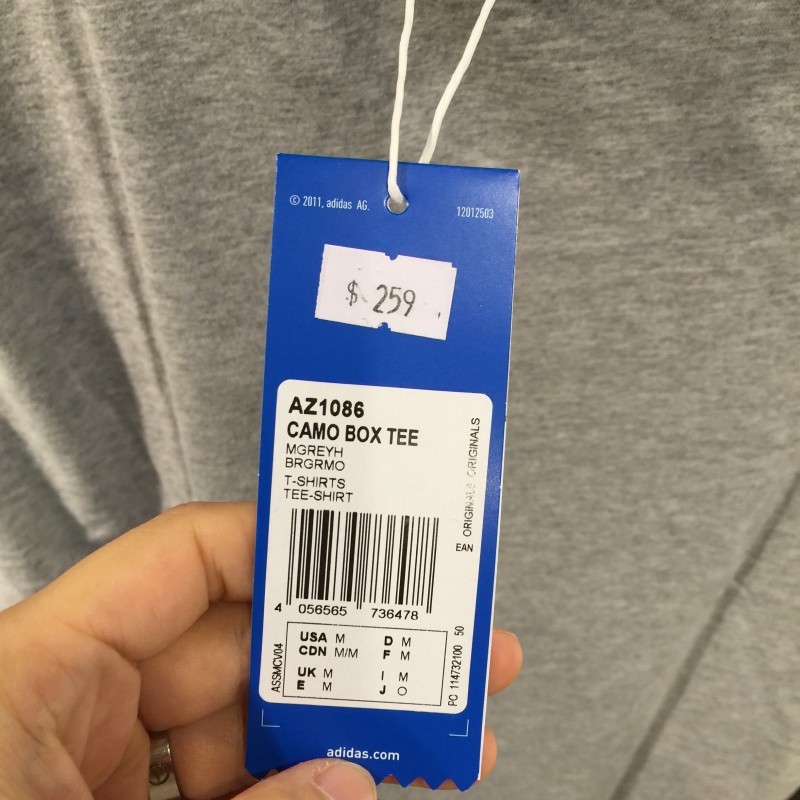 © 2011, adidas AG.
12012503
$ 259
AZ1086
CAMO BOX TEE
MGREYH
BRGRMO
T-SHIRTS
TEE-SHIRT
ORIGINALS ORIGINALS
EAN
4 056565 736478
ASSMCV04
USA M D M
CDN M/M F M
UK M I M
E M J O
PC 114732100 50
adidas.com